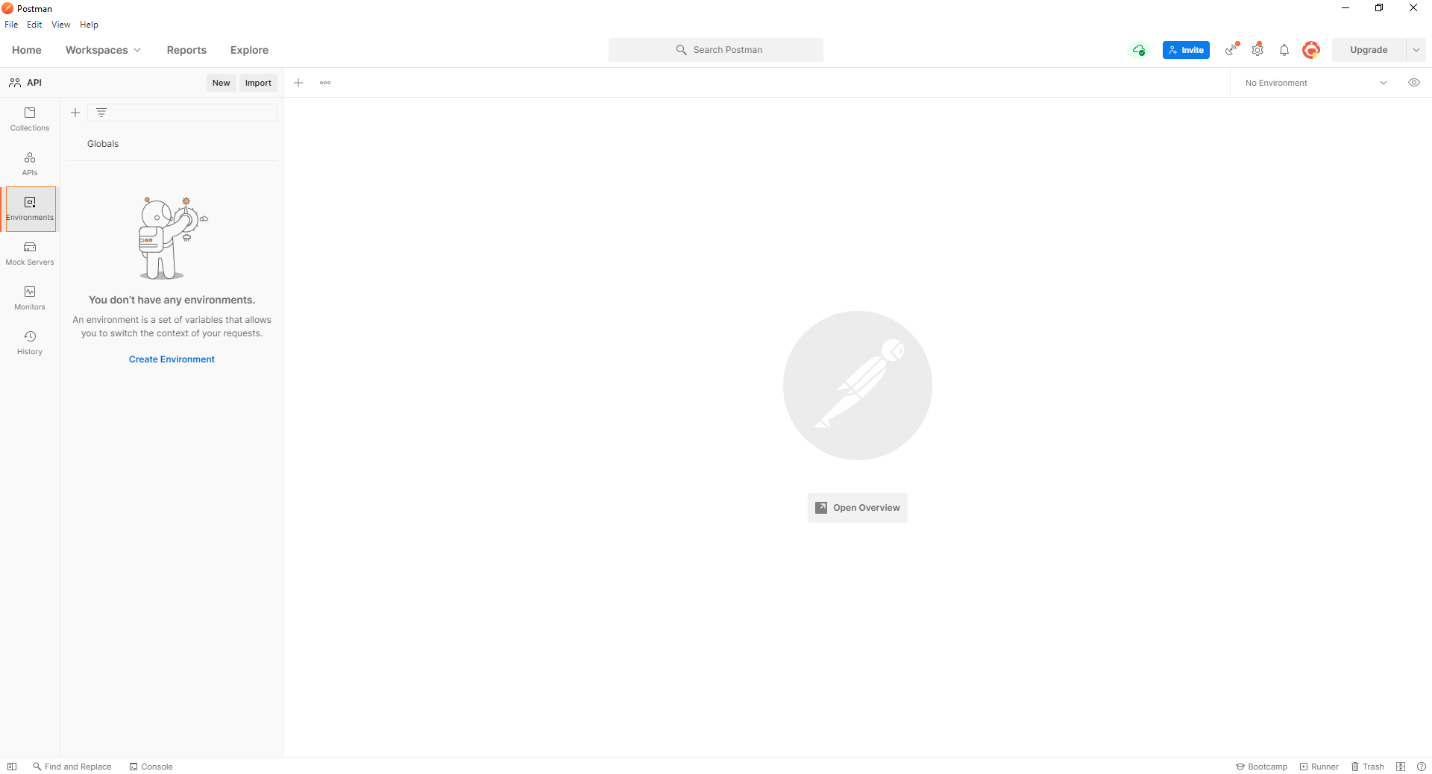 Postman
File Edit View Help
Home Workspaces Reports Explore Search Postman Invite Upgrade
API New Import No Environment
Collections
Globals
APIs
Environments
Mock Servers
Monitors
History
You don't have any environments.
An environment is a set of variables that allows
you to switch the context of your requests.
Create Environment
Open Overview
Find and Replace Console Bootcamp Runner Trash